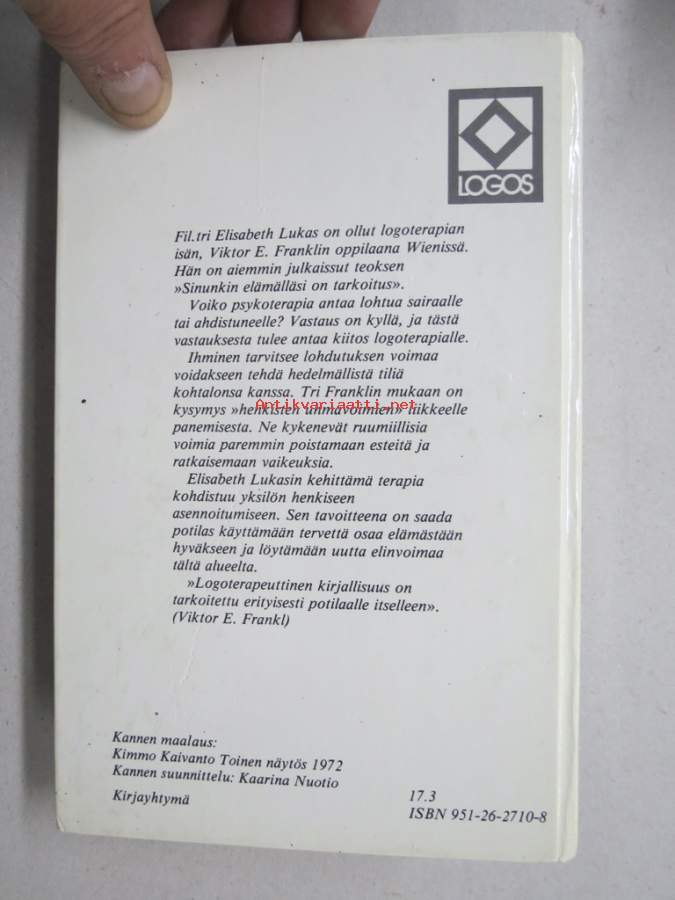 LOGOS
Fil.tri Elisabeth Lukas on ollut logoterapian
isän, Viktor E. Franklin oppilaana Wienissä.
Hän on aiemmin julkaissut teoksen
»Sinunkin elämälläsi on tarkoitus».
Voiko psykoterapia antaa lohtua sairaalle
tai ahdistuneelle? Vastaus on kyllä, ja tästä
vastauksesta tulee antaa kiitos logoterapialle.
Ihminen tarvitsee lohdutuksen voimaa
voidakseen tehdä hedelmällistä tiliä
kohtalonsa kanssa. Tri Franklin mukaan on
Antikvariaatti.net
kysymys »henkisten uhmavoimien» liikkeelle
panemisesta. Ne kykenevät ruumiillisia
voimia paremmin poistamaan esteitä ja
ratkaisemaan vaikeuksia.
Elisabeth Lukasin kehittämä terapia
kohdistuu yksilön henkiseen
asennoitumiseen. Sen tavoitteena on saada
potilas käyttämään tervettä osaa elämästään
hyväkseen ja löytämään uutta elinvoimaa
tältä alueelta.
»Logoterapeuttinen kirjallisuus on
tarkoitettu erityisesti potilaalle itselleen».
(Viktor E. Frankl)
Kannen maalaus:
Kimmo Kaivanto Toinen näytös 1972
Kannen suunnittelu: Kaarina Nuotio
Kirjayhtymä
17.3
ISBN 951-26-2710-8